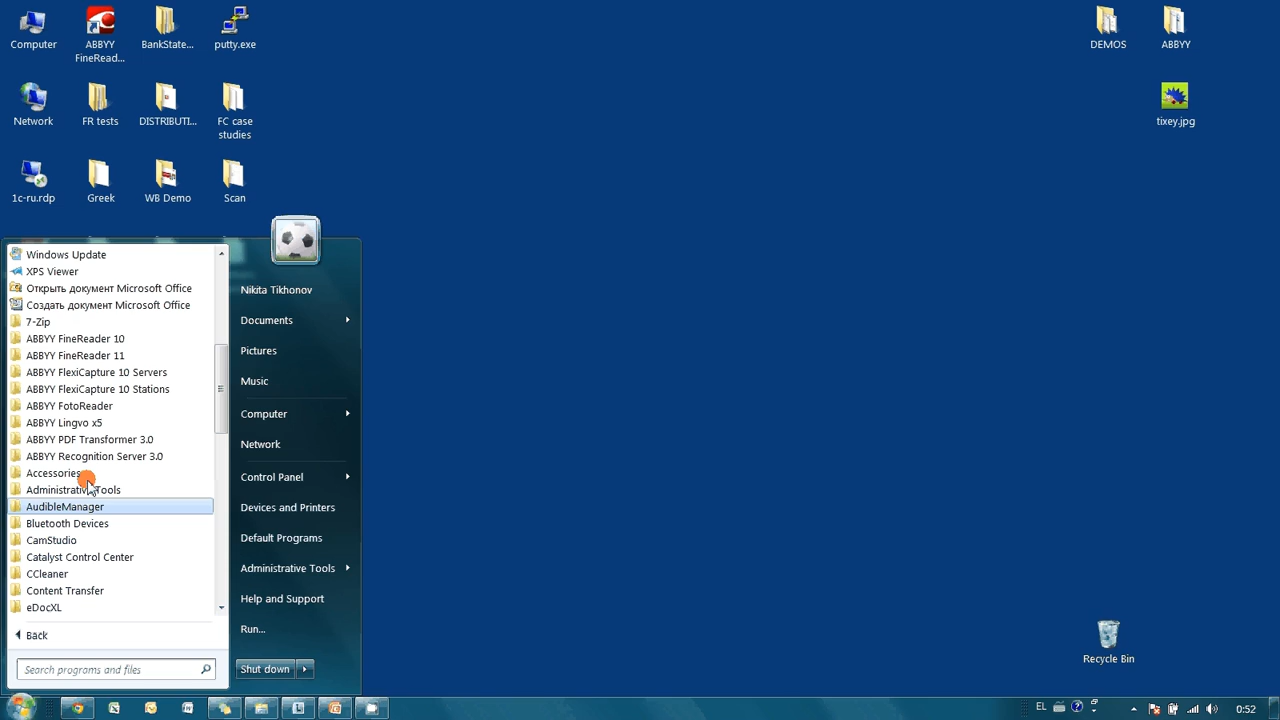 Computer
ABBYY
FineRead...
BankState...
putty.exe
DEMOS
ABBYY
Network
FR tests
DISTRIBUTI...
FC case
studies
tixey.jpg
1c-ru.rdp
Greek
WB Demo
Scan
Windows Update
XPS Viewer
Открыть документ Microsoft Office
Создать документ Microsoft Office
7-Zip
ABBYY FineReader 10
ABBYY FineReader 11
ABBYY FlexiCapture 10 Servers
ABBYY FlexiCapture 10 Stations
ABBYY FotoReader
ABBYY Lingvo x5
ABBYY PDF Transformer 3.0
ABBYY Recognition Server 3.0
Accessories
Administrative Tools
AudibleManager
Bluetooth Devices
CamStudio
Catalyst Control Center
CCleaner
Content Transfer
eDocXL
Back
Search programs and files
Nikita Tikhonov
Documents
Pictures
Music
Computer
Network
Control Panel
Devices and Printers
Default Programs
Administrative Tools
Help and Support
Run...
Shut down
Recycle Bin
EL
0:52